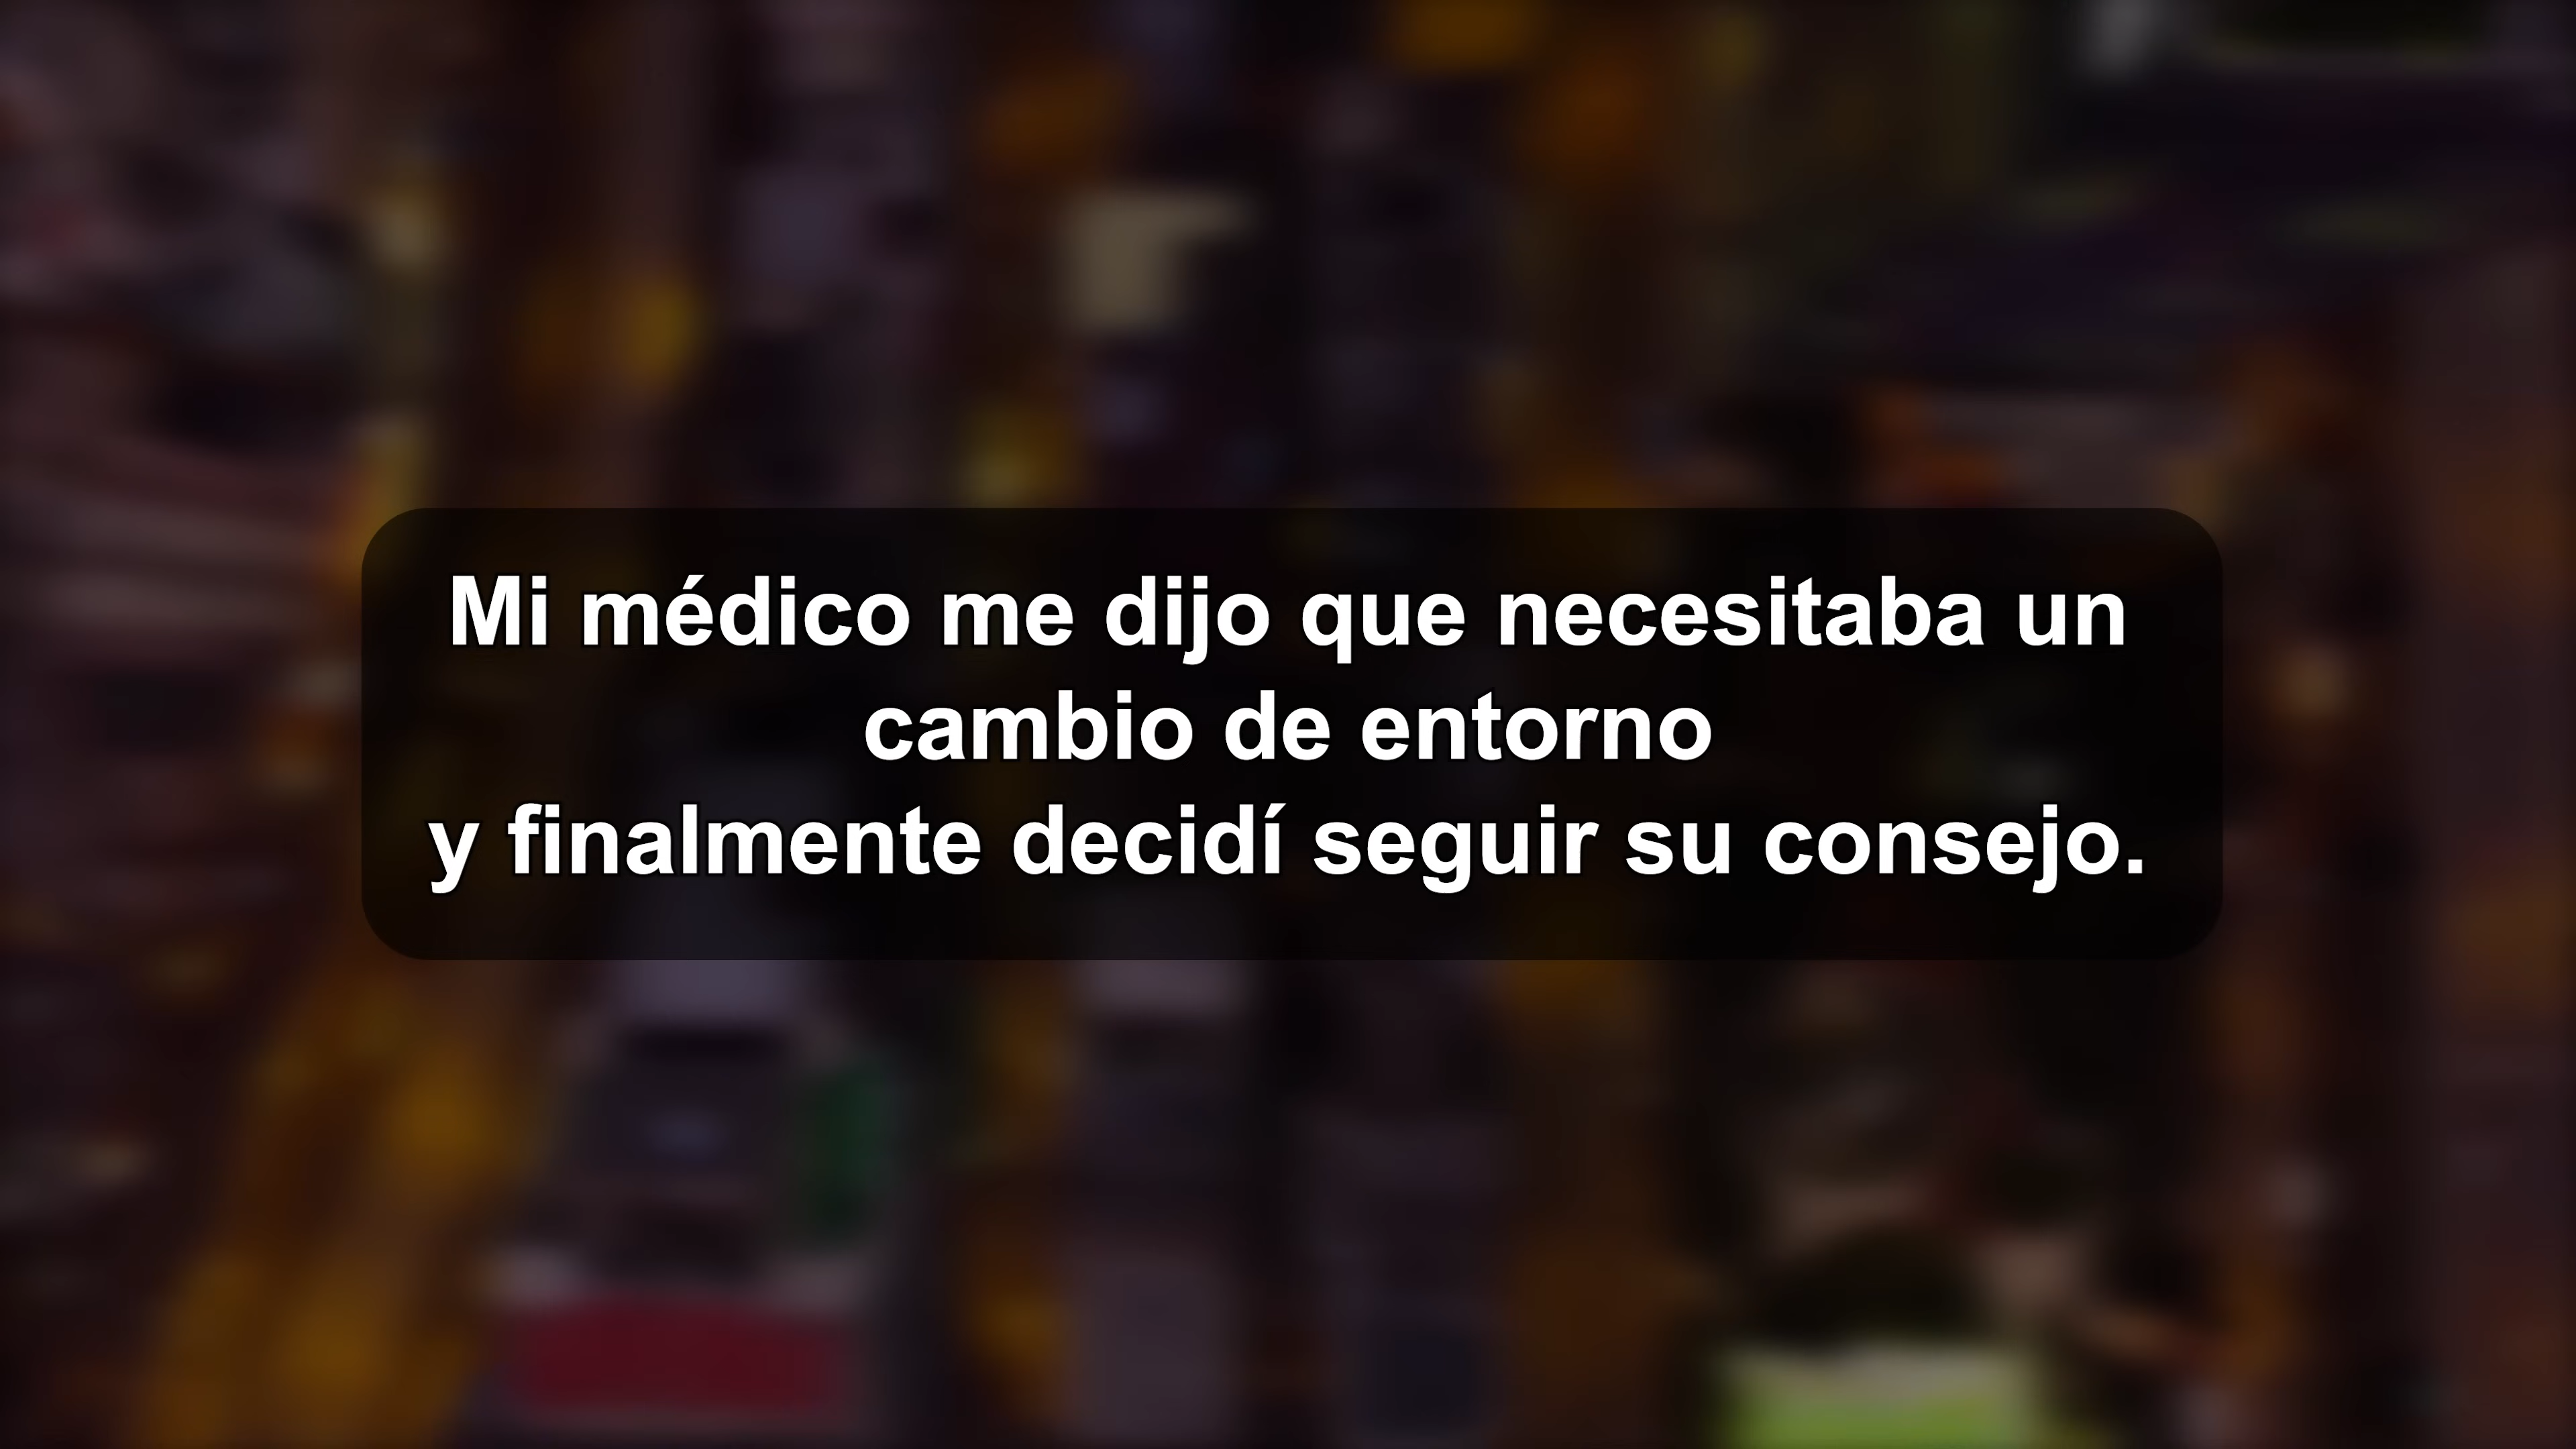 Mi médico me dijo que necesitaba un
cambio de entorno
y finalmente decidí seguir su consejo.